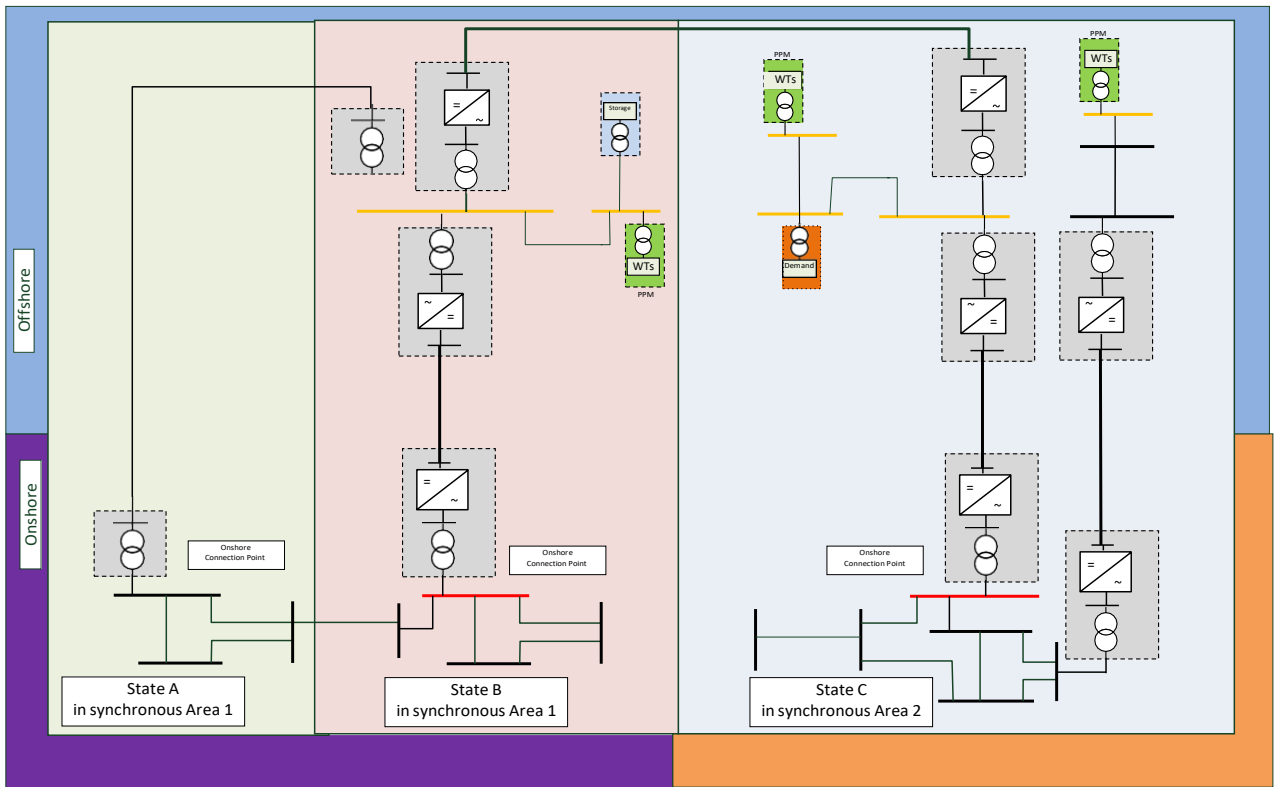 PPM
WTs
PPM
WTs
=
~
=
~
Storage
WTs
PPM
Demand
~
=
~
=
~
=
Offshore
=
~
=
~
Onshore
Onshore
Connection Point
Onshore
Connection Point
Onshore
Connection Point
=
~
State A
in synchronous Area 1
State B
in synchronous Area 1
State C
in synchronous Area 2